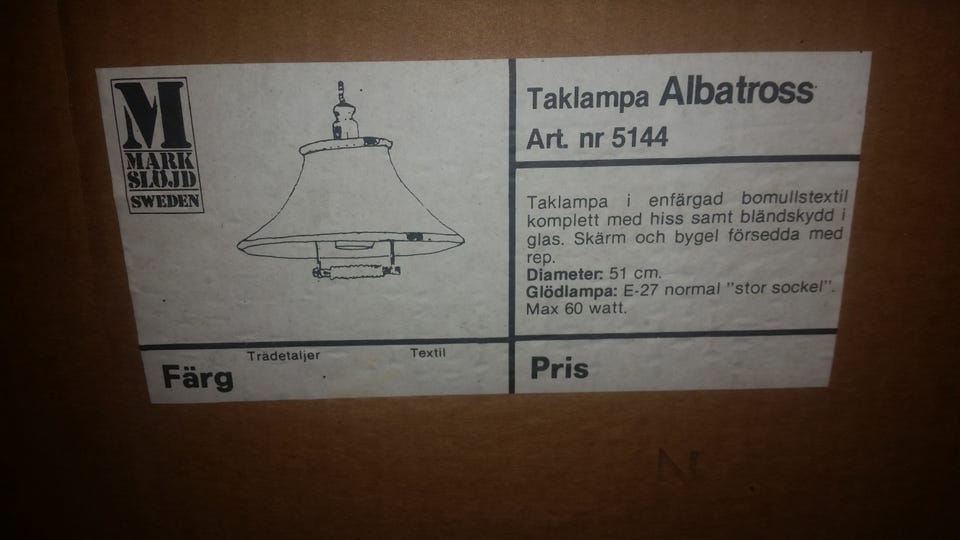 M
MARK
SLÖJD
SWEDEN
Taklampa Albatross
Art. nr 5144
Taklampa i enfärgad bomullstextil
komplett med hiss samt bländskydd i
glas. Skärm och bygel försedda med
rep.
Diameter: 51 cm.
Glödlampa: E-27 normal "stor sockel".
Max 60 watt.
Trädetaljer Textil
Färg
Pris
N